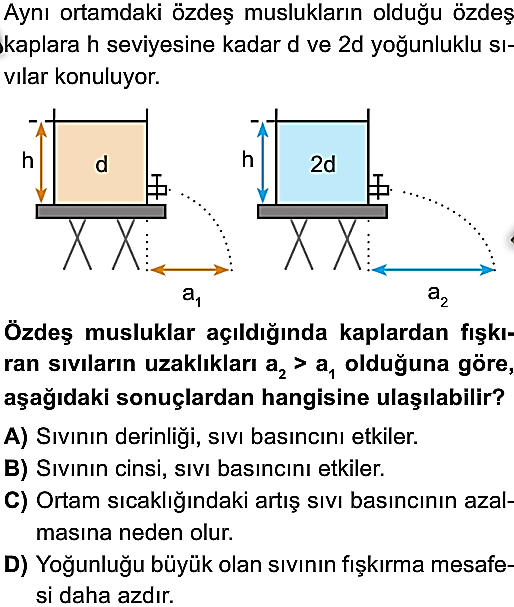 Aynı ortamdaki özdeş muslukların olduğu özdeş
kaplara h seviyesine kadar d ve 2d yoğunluklu sı-
vılar konuluyor.
h d h 2d
a₁ a₂
Özdeş musluklar açıldığında kaplardan fışkı-
ran sıvıların uzaklıkları a₂ > a₁ olduğuna göre,
aşağıdaki sonuçlardan hangisine ulaşılabilir?
A) Sıvının derinliği, sıvı basıncını etkiler.
B) Sıvının cinsi, sıvı basıncını etkiler.
C) Ortam sıcaklığındaki artış sıvı basıncının azal-
masına neden olur.
D) Yoğunluğu büyük olan sıvının fışkırma mesafe-
si daha azdır.